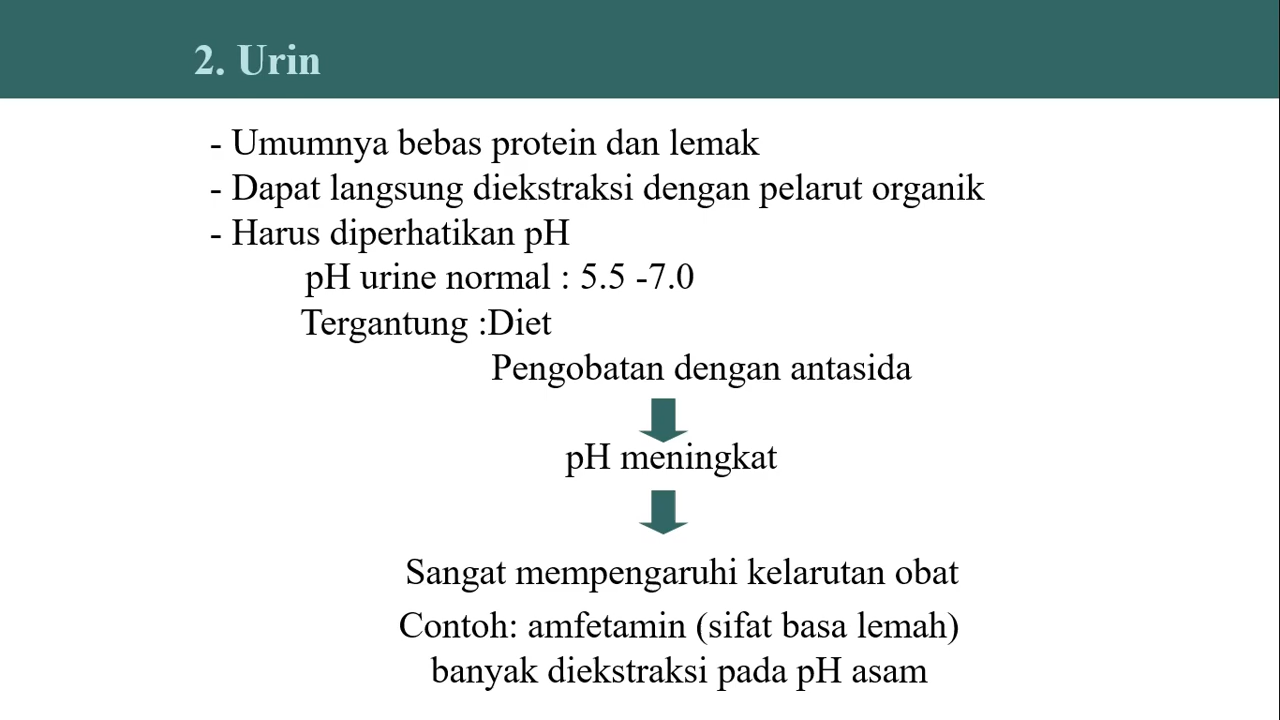 2. Urin
- Umumnya bebas protein dan lemak
- Dapat langsung diekstraksi dengan pelarut organik
- Harus diperhatikan pH
pH urine normal : 5.5 -7.0
Tergantung :Diet
Pengobatan dengan antasida
pH meningkat
Sangat mempengaruhi kelarutan obat
Contoh: amfetamin (sifat basa lemah)
banyak diekstraksi pada pH asam